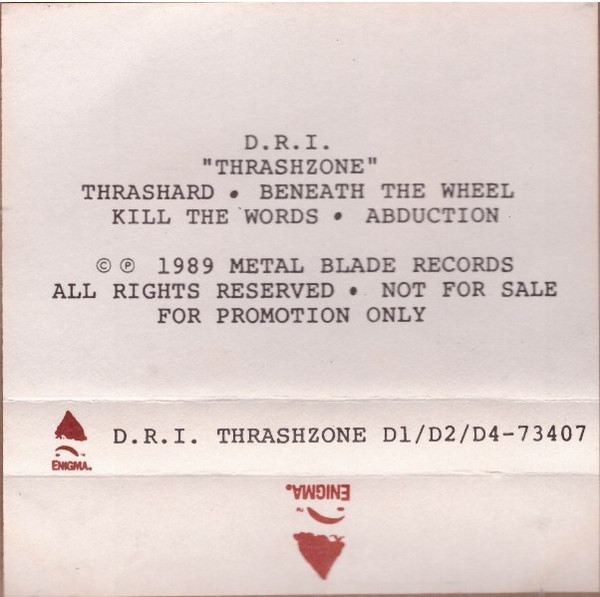 D.R.I.
"THRASHZONE"
THRASHARD • BENEATH THE WHEEL
KILL THE WORDS • ABDUCTION
© ℗ 1989 METAL BLADE RECORDS
ALL RIGHTS RESERVED • NOT FOR SALE
FOR PROMOTION ONLY
D.R.I. THRASHZONE D1/D2/D4-73407
ENIGMA.
ENIGMA.™